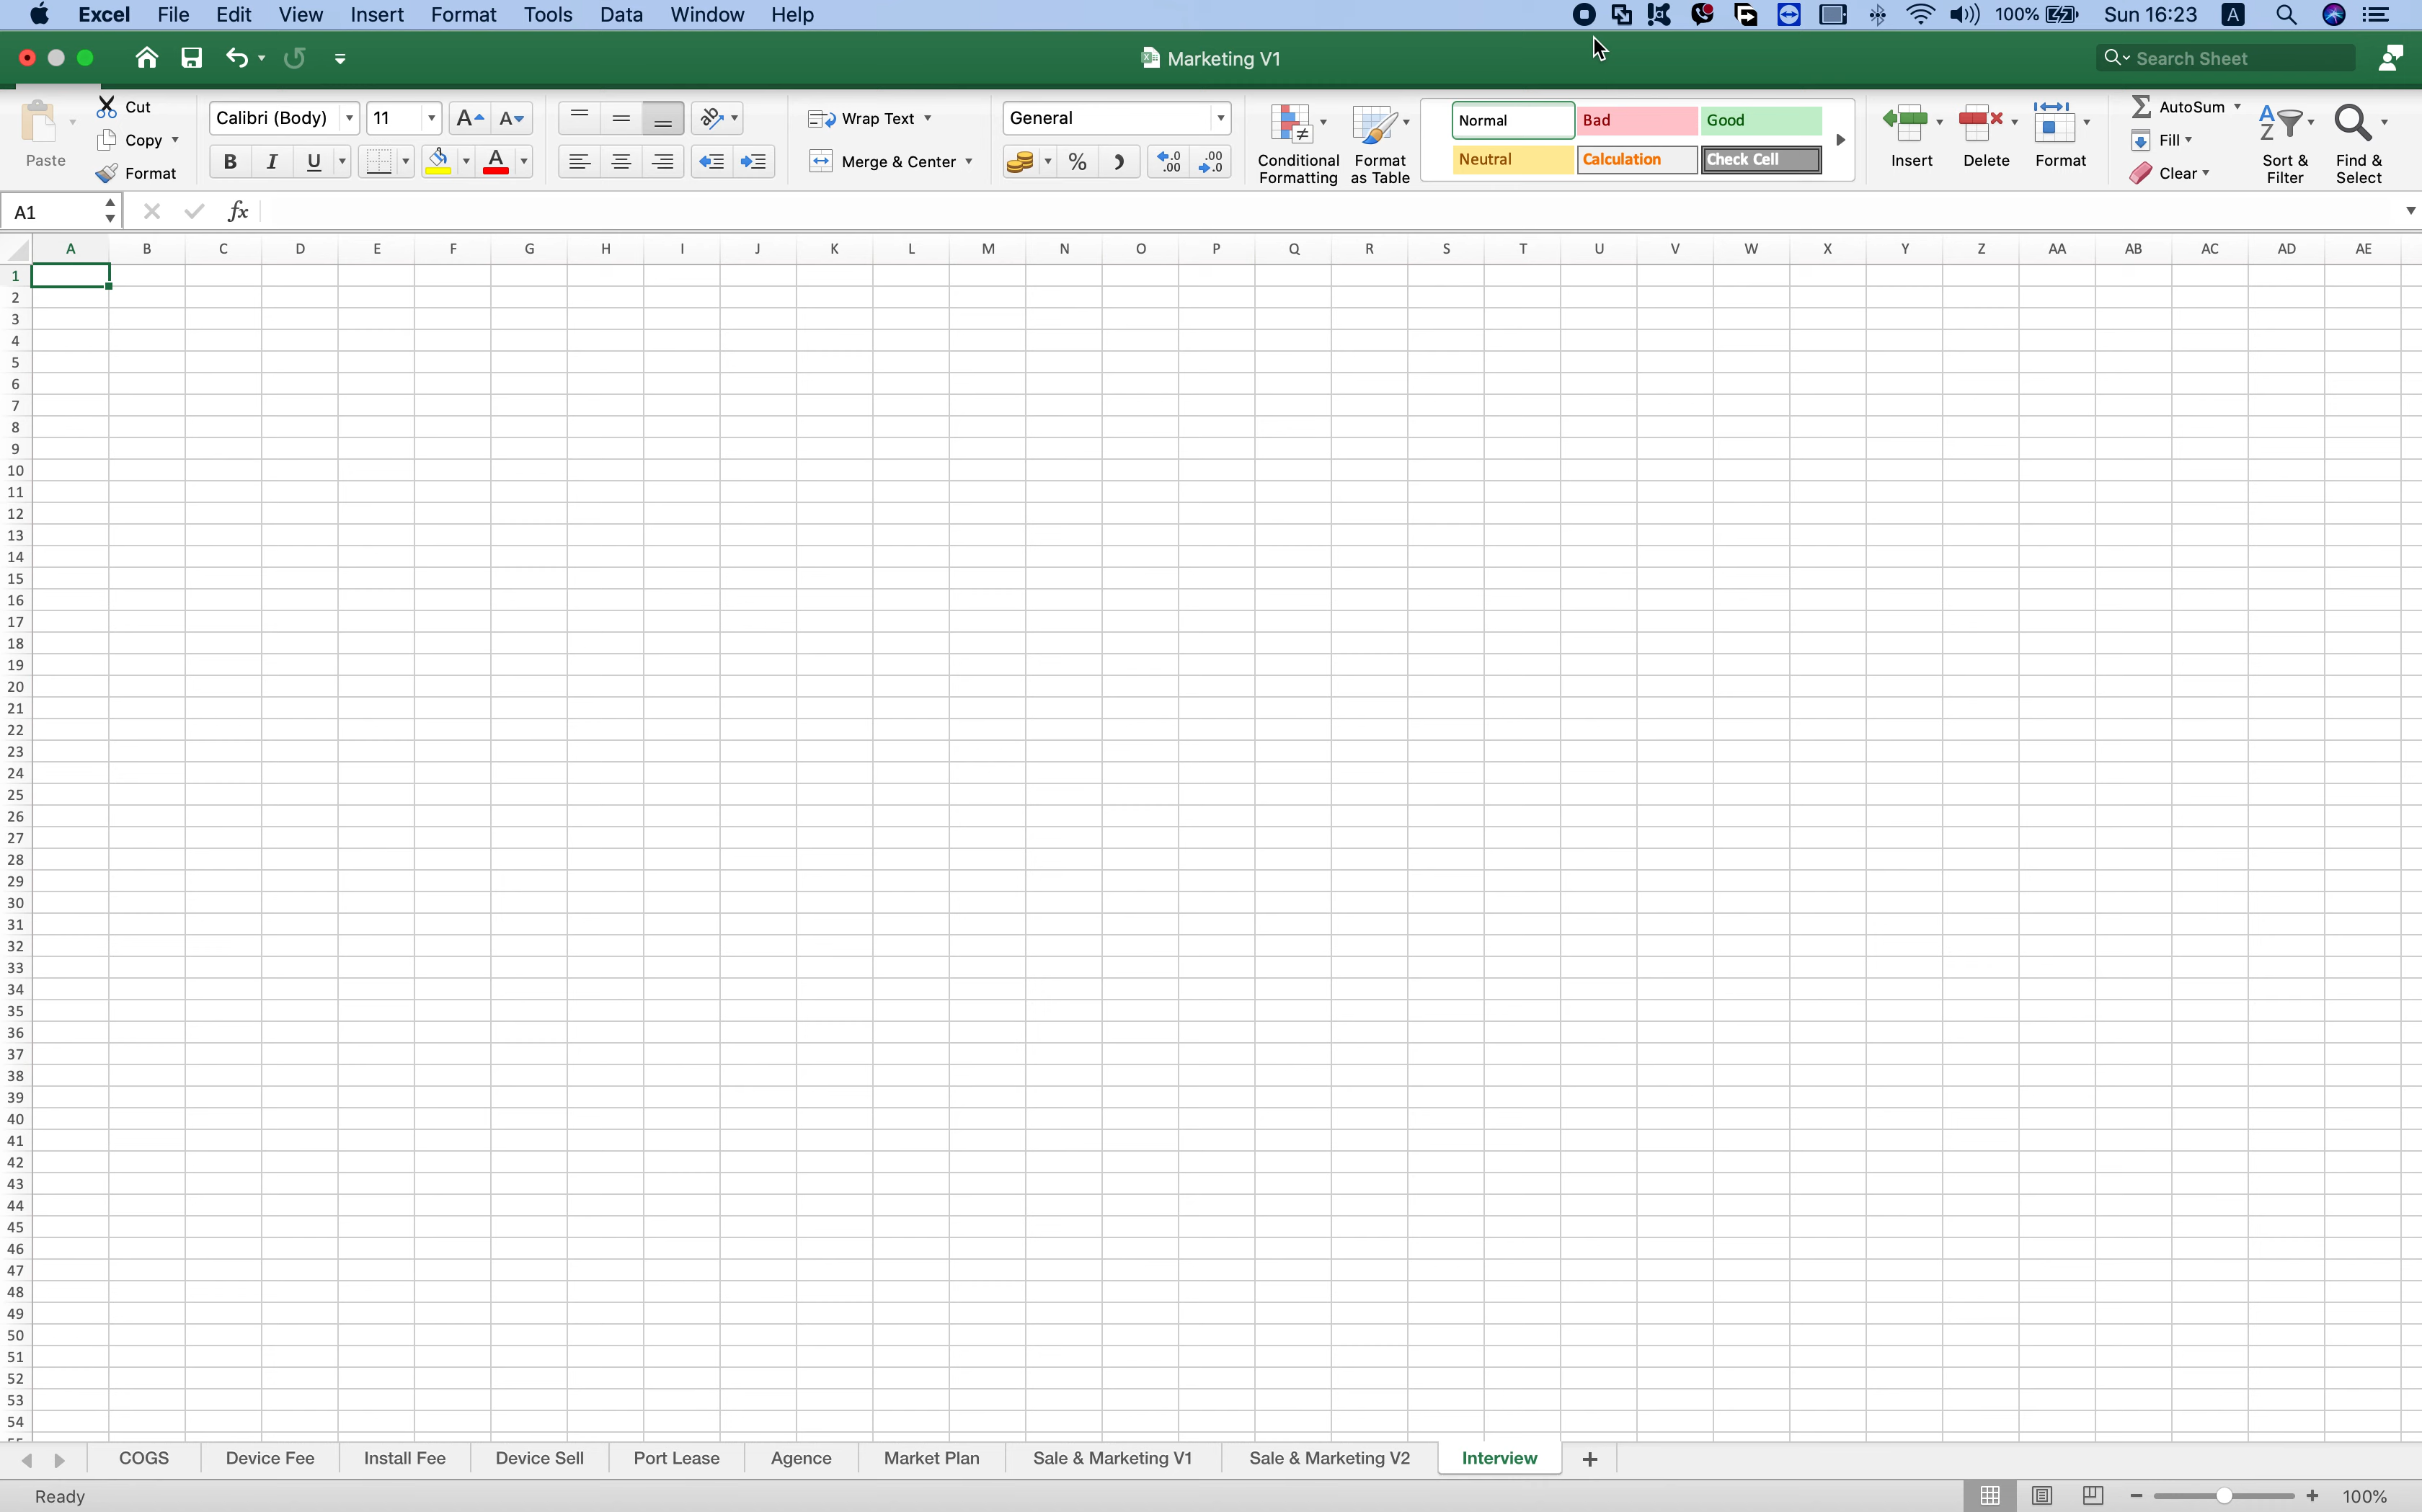 Excel File Edit View Insert Format Tools Data Window Help 100% Sun 16:23 A
Marketing V1 Search Sheet
Paste Cut Copy Format
Calibri (Body) 11 A A
B I U A
ab
Wrap Text
Merge & Center
General
% .0 .00 .00 .0
Conditional Formatting
Format as Table
Normal Bad Good
Neutral Calculation Check Cell
Insert Delete Format
AutoSum
Fill
Clear
Sort & Filter
Find & Select
A1 fx
A B C D E F G H I J K L M N O P Q R S T U V W X Y Z AA AB AC AD AE
1
2
3
4
5
6
7
8
9
10
11
12
13
14
15
16
17
18
19
20
21
22
23
24
25
26
27
28
29
30
31
32
33
34
35
36
37
38
39
40
41
42
43
44
45
46
47
48
49
50
51
52
53
54
55
COGS Device Fee Install Fee Device Sell Port Lease Agence Market Plan Sale & Marketing V1 Sale & Marketing V2 Interview +
Ready 100%